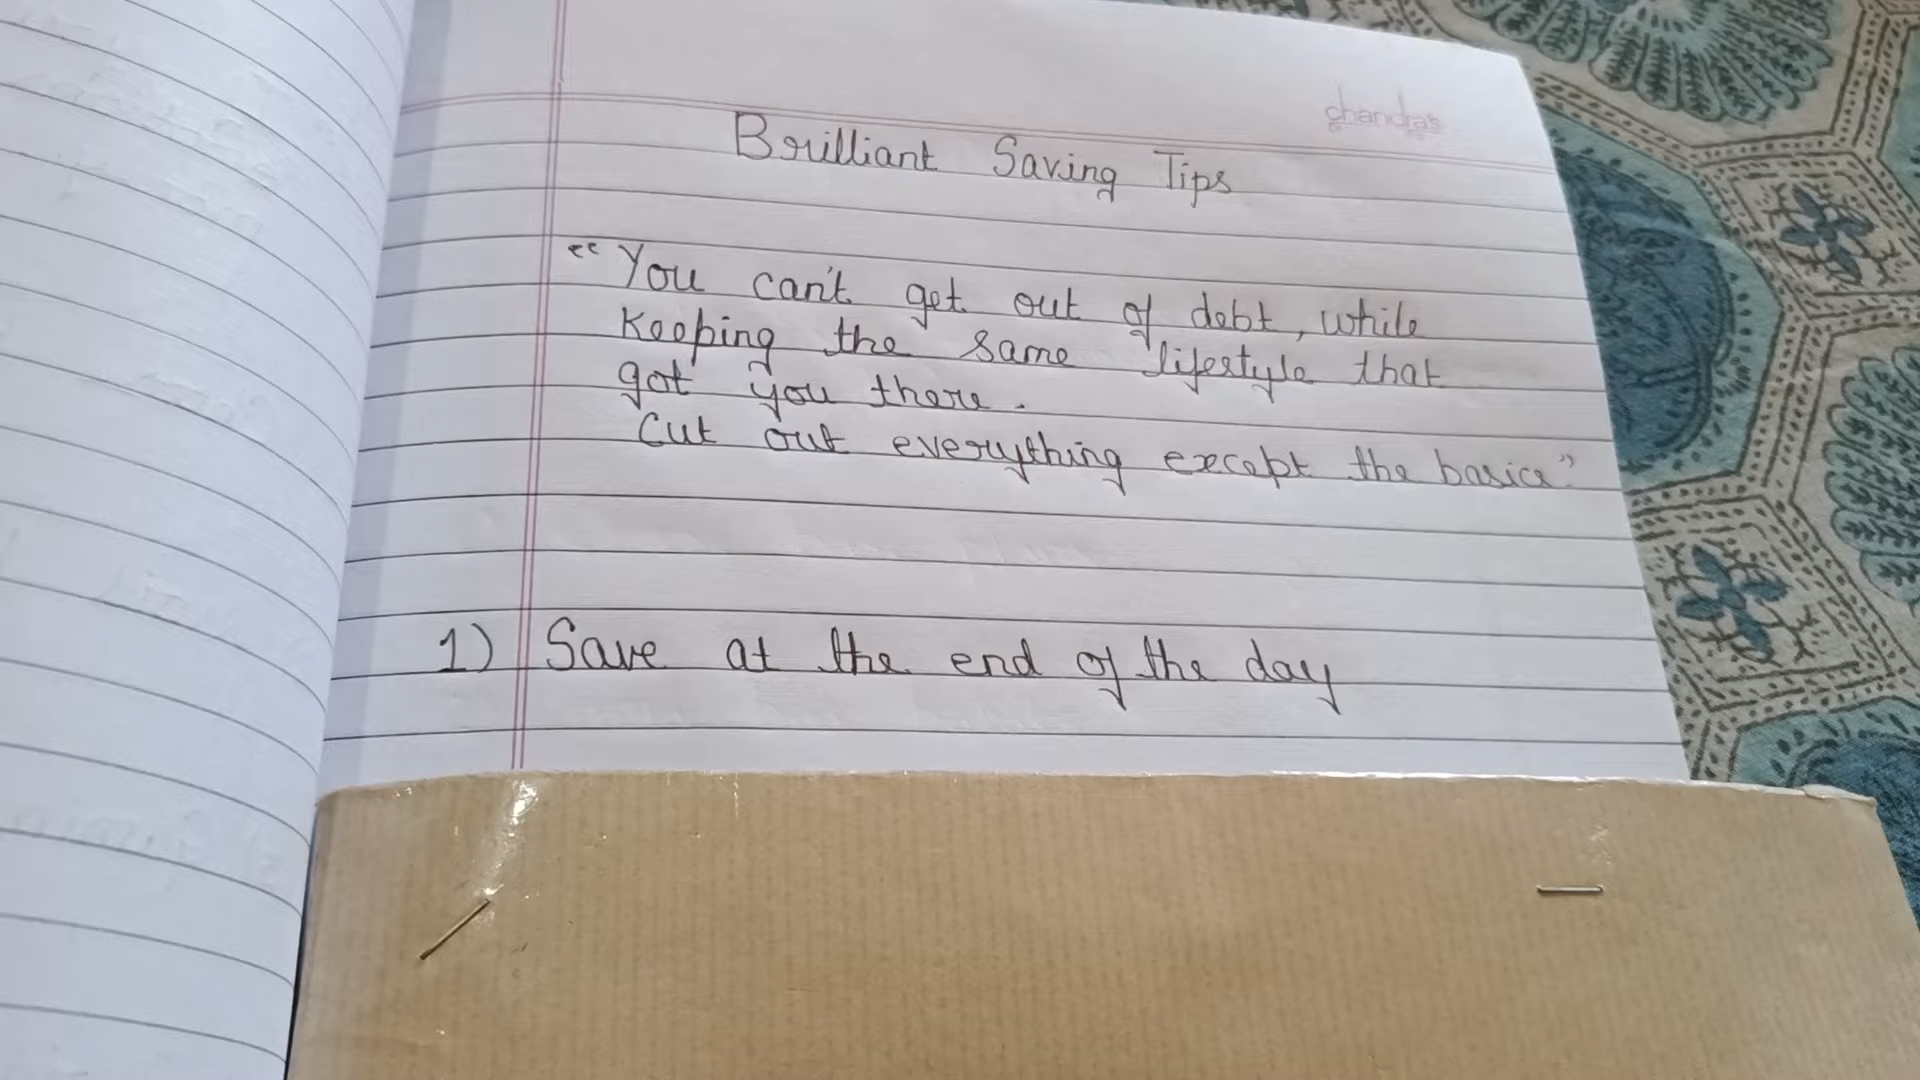 chandra's
Brilliant Saving Tips
"You can't get out of debt, while
Keeping the same lifestyle that
got you there.
Cut out everything except the basics"
1) Save at the end of the day